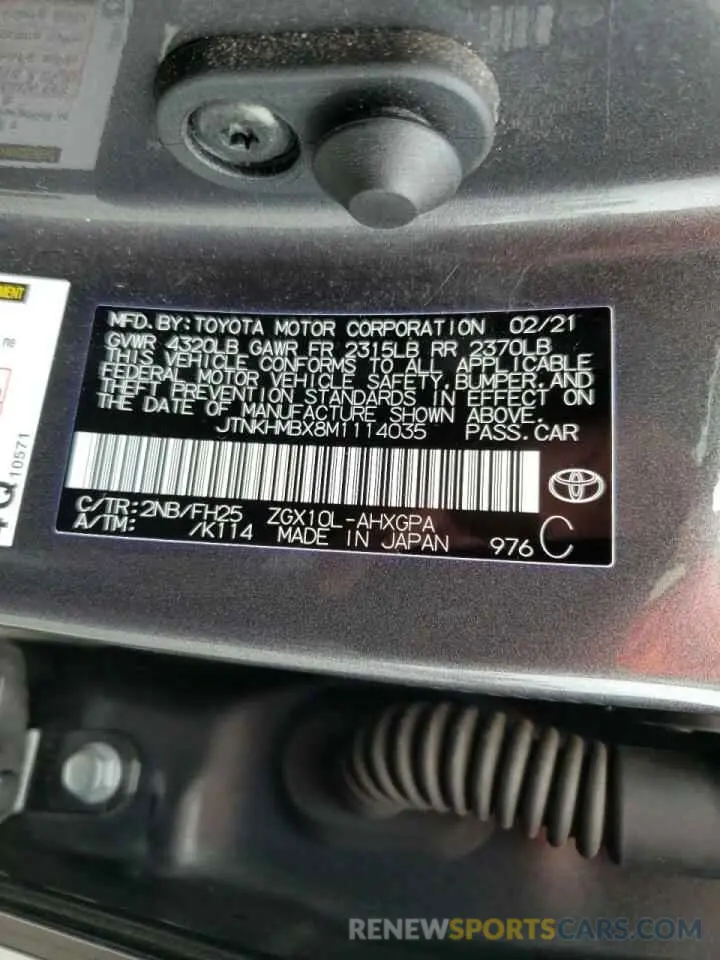 MENT
ne
Q 10571
MFD. BY: TOYOTA MOTOR CORPORATION 02/21
GVWR 4320LB GAWR FR 2315LB RR 2370LB
THIS VEHICLE CONFORMS TO ALL APPLICABLE
FEDERAL MOTOR VEHICLE SAFETY, BUMPER, AND
THEFT PREVENTION STANDARDS IN EFFECT ON
THE DATE OF MANUFACTURE SHOWN ABOVE.
JTNKHMBX8M1114035 PASS. CAR
C/TR: 2NB/FH25 ZGX10L-AHXGPA
A/TM: /K114 MADE IN JAPAN 976 C
RENEWSPORTSCARS.COM